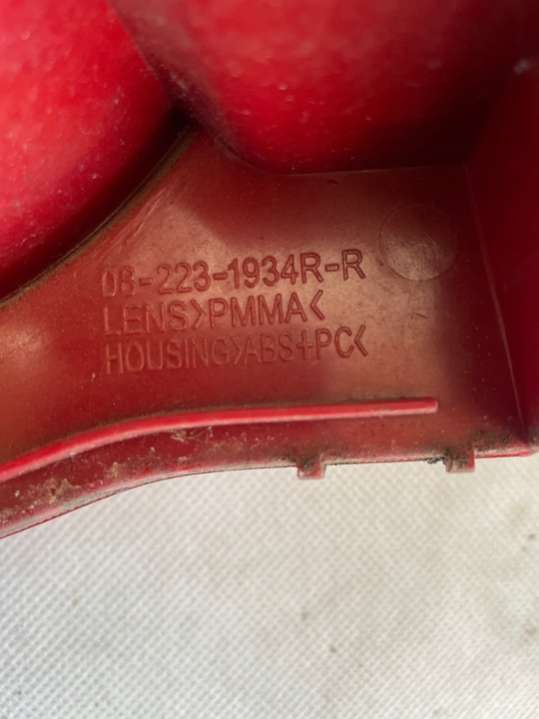 08-223-1934R-R
LENS>PMMA<
HOUSING>ABS+PC<